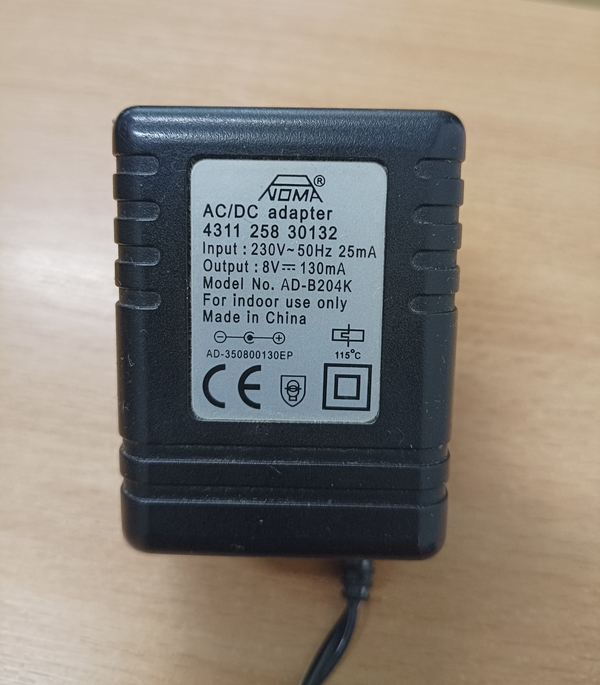 NOMA®
AC/DC adapter
4311 258 30132
Input : 230V~50Hz 25mA
Output : 8V⎓130mA
Model No. AD-B204K
For indoor use only
Made in China
AD-350800130EP
115°C
CE